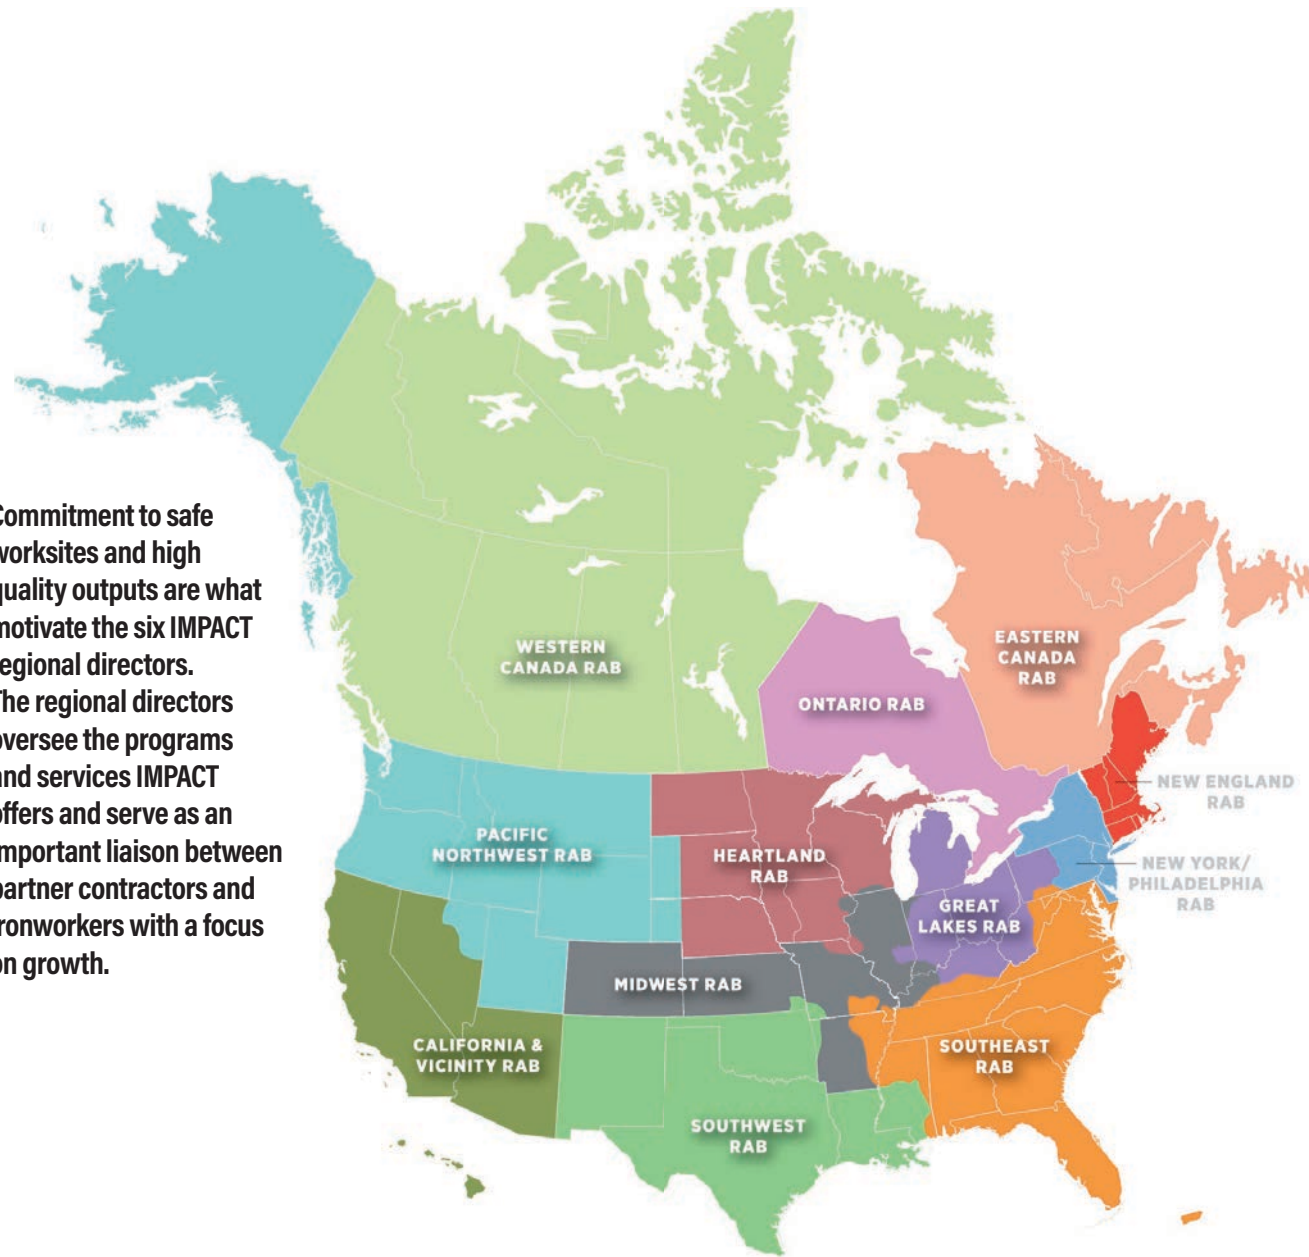 Commitment to safe
worksites and high
quality outputs are what
motivate the six IMPACT
regional directors.
The regional directors
oversee the programs
and services IMPACT
offers and serve as an
important liaison between
partner contractors and
ironworkers with a focus
on growth.
WESTERN
CANADA RAB
EASTERN
CANADA
RAB
ONTARIO RAB
NEW ENGLAND
RAB
PACIFIC
NORTHWEST RAB
HEARTLAND
RAB
NEW YORK/
PHILADELPHIA
RAB
GREAT
LAKES RAB
MIDWEST RAB
CALIFORNIA &
VICINITY RAB
SOUTHEAST
RAB
SOUTHWEST
RAB